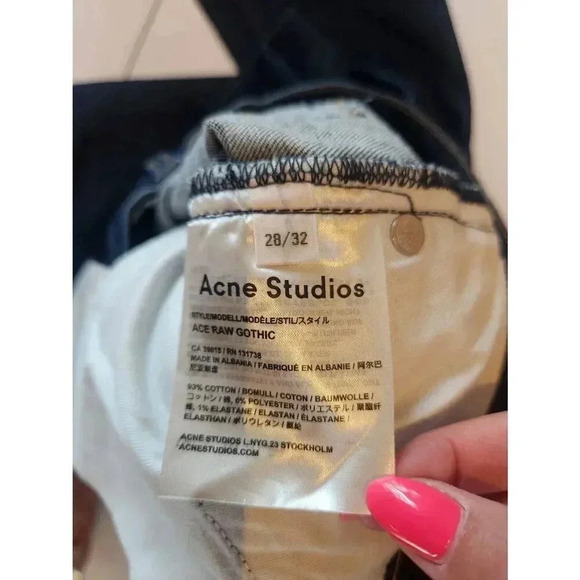 28/32
Acne Studios
STYLE/MODELL/MODÈLE/STIL/スタイル
ACE RAW GOTHIC
CA 39015 / RN 131738
MADE IN ALBANIA / FABRIQUÉ EN ALBANIE / 阿尔巴
尼亚制造
93% COTTON / BOMULL / COTON / BAUMWOLLE /
コットン / 棉, 6% POLYESTER / ポリエステル / 聚酯纤
维, 1% ELASTANE / ELASTAN / ÉLASTANE /
ELASTHAN / ポリウレタン / 氨纶
ACNE STUDIOS L.NYG.23 STOCKHOLM
ACNESTUDIOS.COM